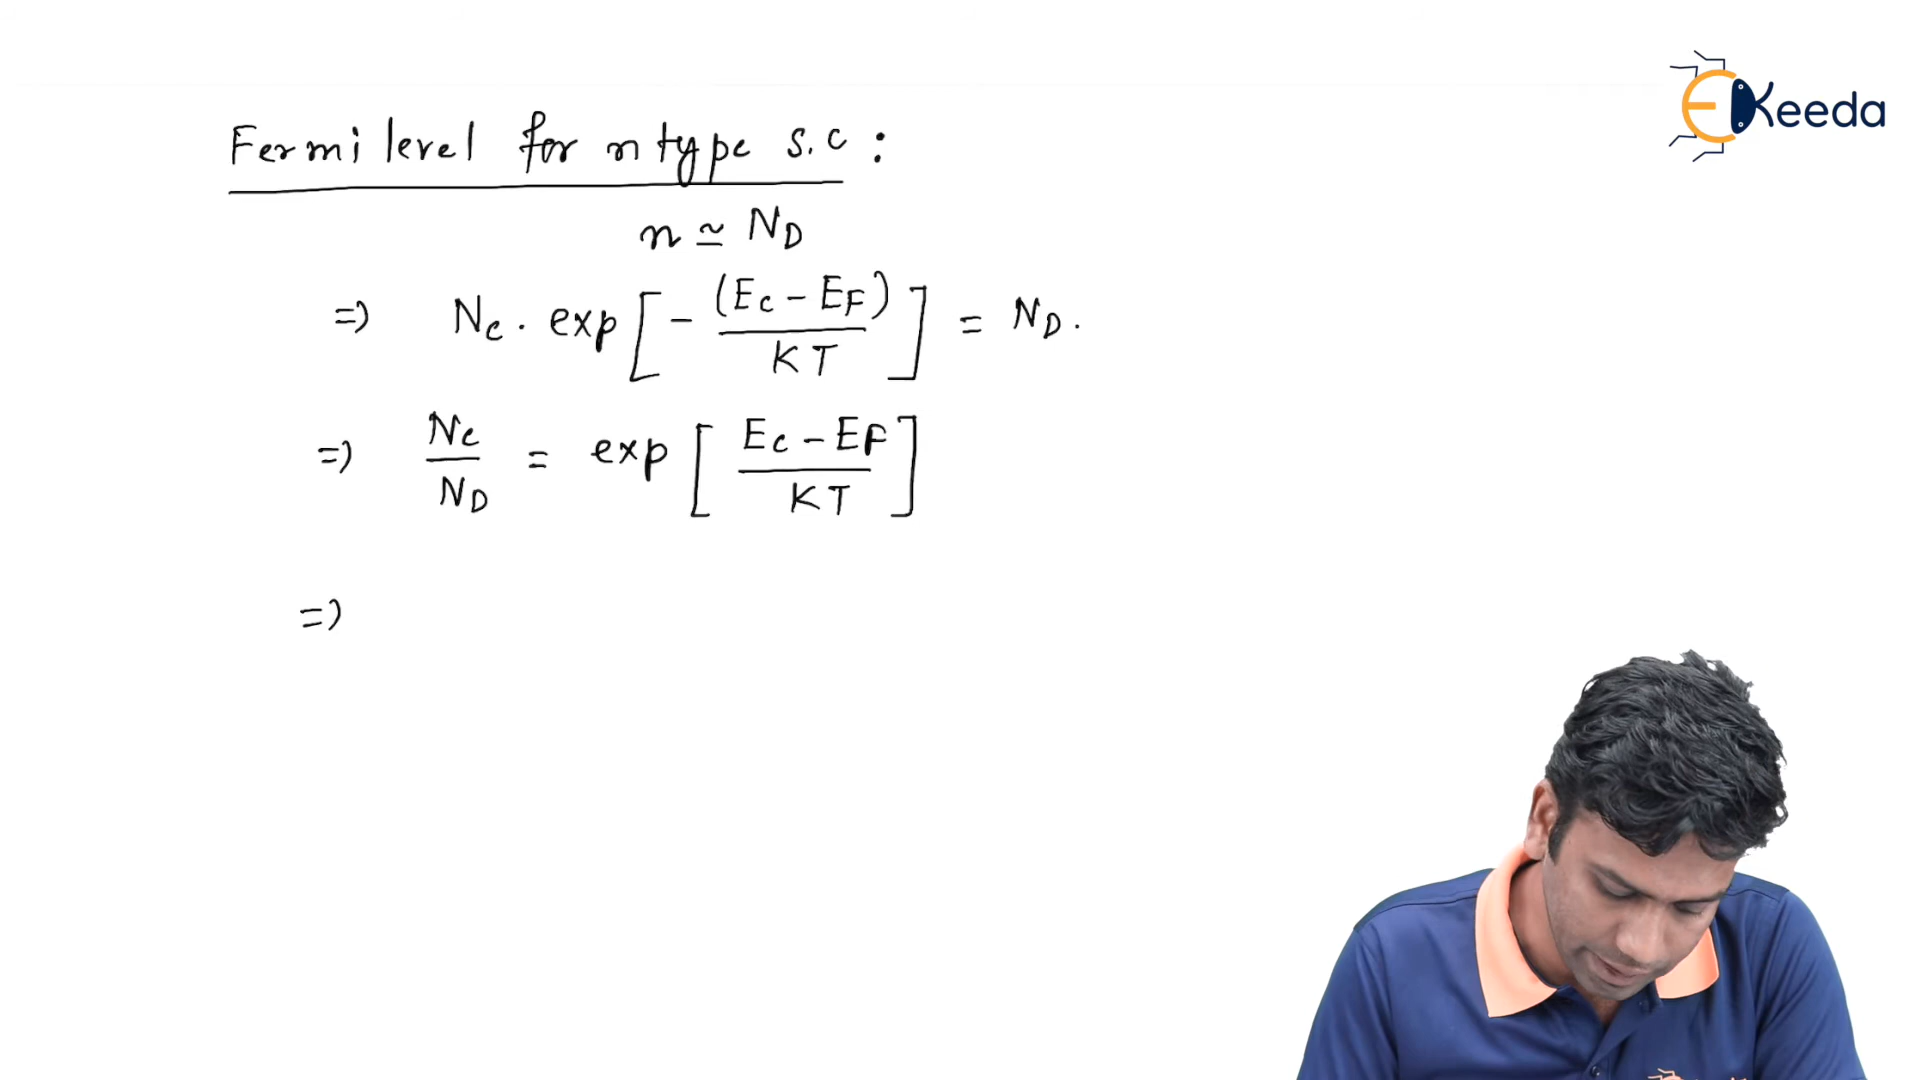 EKeeda
Fermi level for n type s.c :
n ≃ N_D
=> N_c . exp [ - (E_c - E_F) / KT ] = N_D .
=> N_c / N_D = exp [ E_c - E_F / KT ]
=>